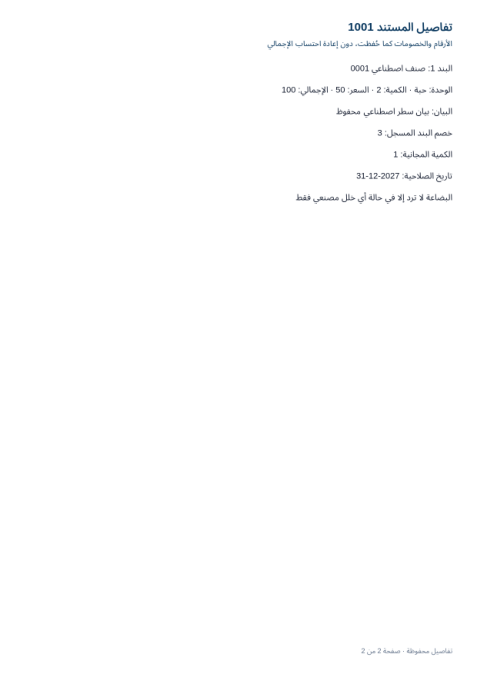 تفاصيل المستند 1001
الأرقام والخصومات كما حُفظت، دون إعادة احتساب الإجمالي
البند 1: صنف اصطناعي 0001
الوحدة: حبة · الكمية: 2 · السعر: 50 · الإجمالي: 100
البيان: بيان سطر اصطناعي محفوظ
خصم البند المسجل: 3
الكمية المجانية: 1
تاريخ الصلاحية: 2027-12-31
البضاعة لا ترد إلا في حالة أي خلل مصنعي فقط
تفاصيل محفوظة · صفحة 2 من 2